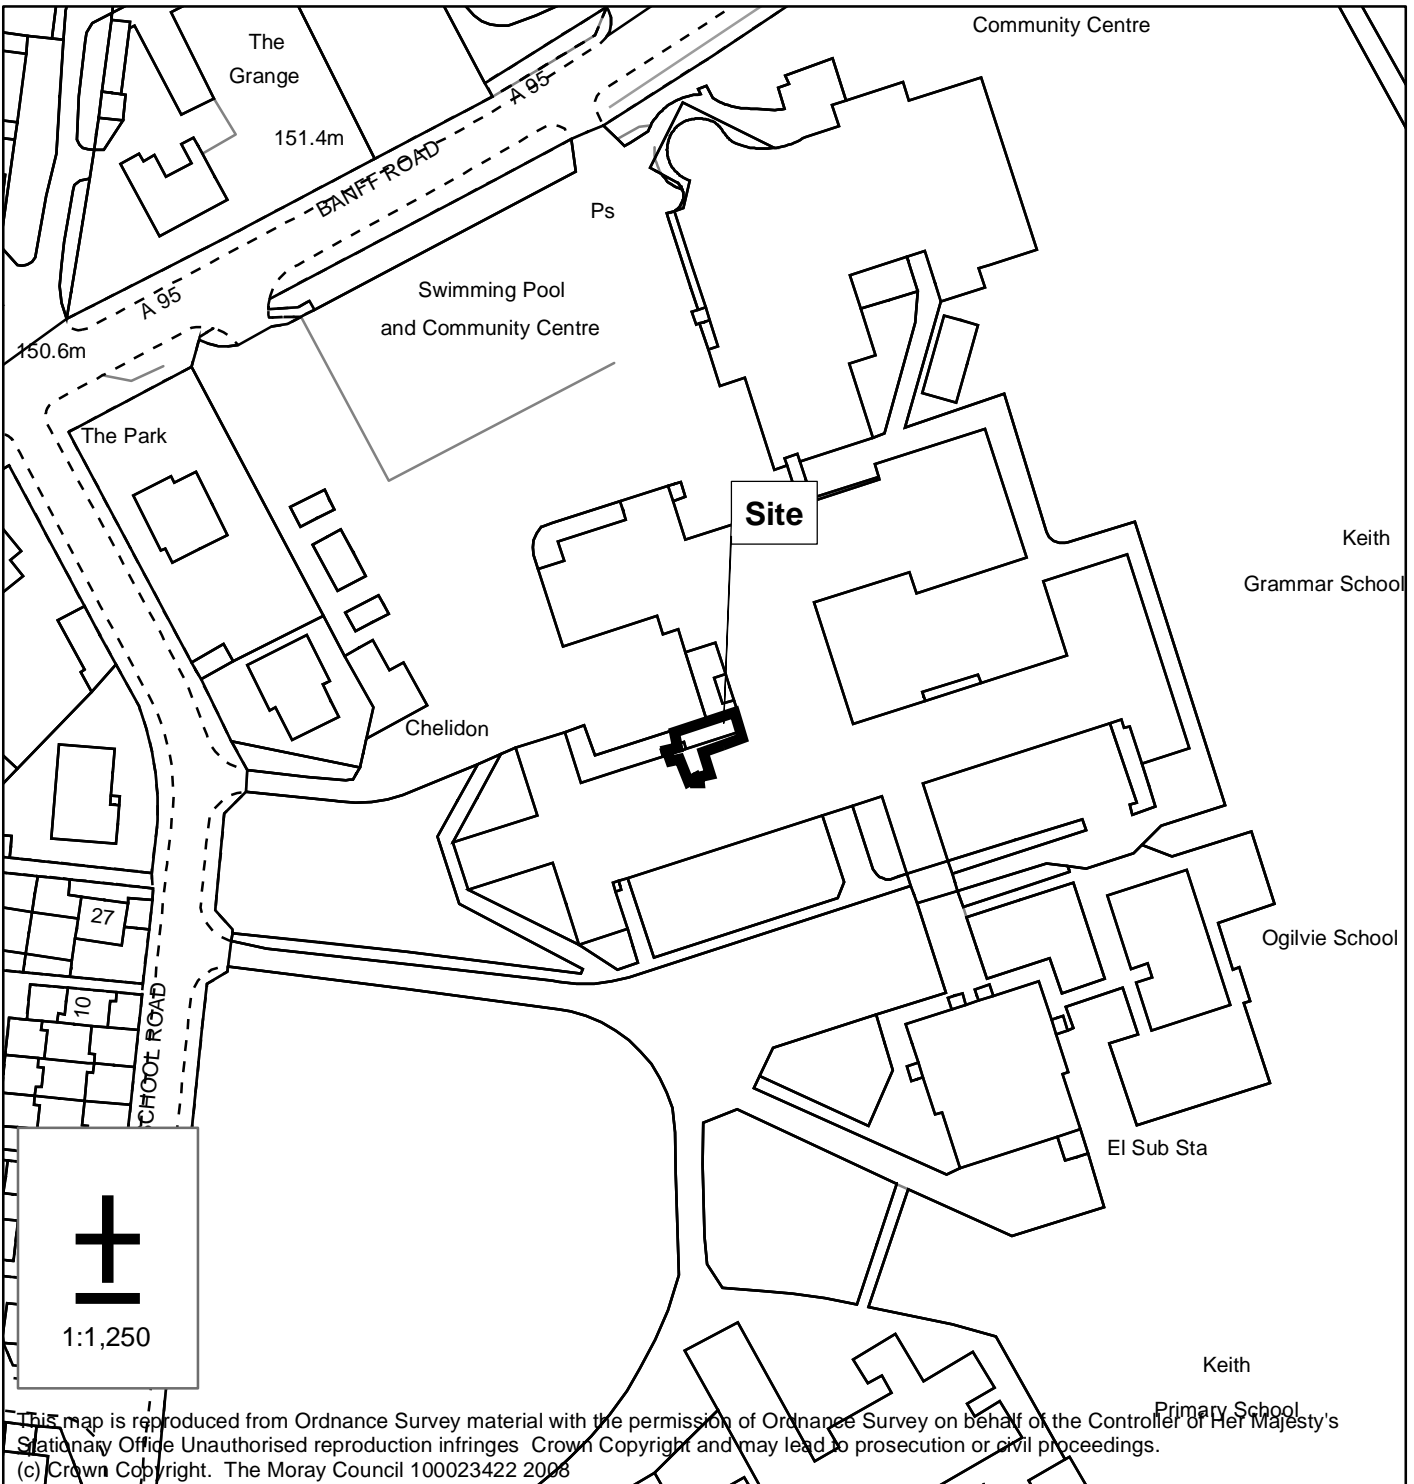 Community Centre
The
Grange
A 95
151.4m
BANFF ROAD
Ps
Swimming Pool
and Community Centre
A 95
150.6m
The Park
Site
Keith
Grammar School
Chelidon
27
Ogilvie School
10
SCHOOL ROAD
El Sub Sta
±
1:1,250
Keith
Primary School
This map is reproduced from Ordnance Survey material with the permission of Ordnance Survey on behalf of the Controller of Her Majesty's
Stationary Office Unauthorised reproduction infringes Crown Copyright and may lead to prosecution or civil proceedings.
(c) Crown Copyright. The Moray Council 100023422 2008